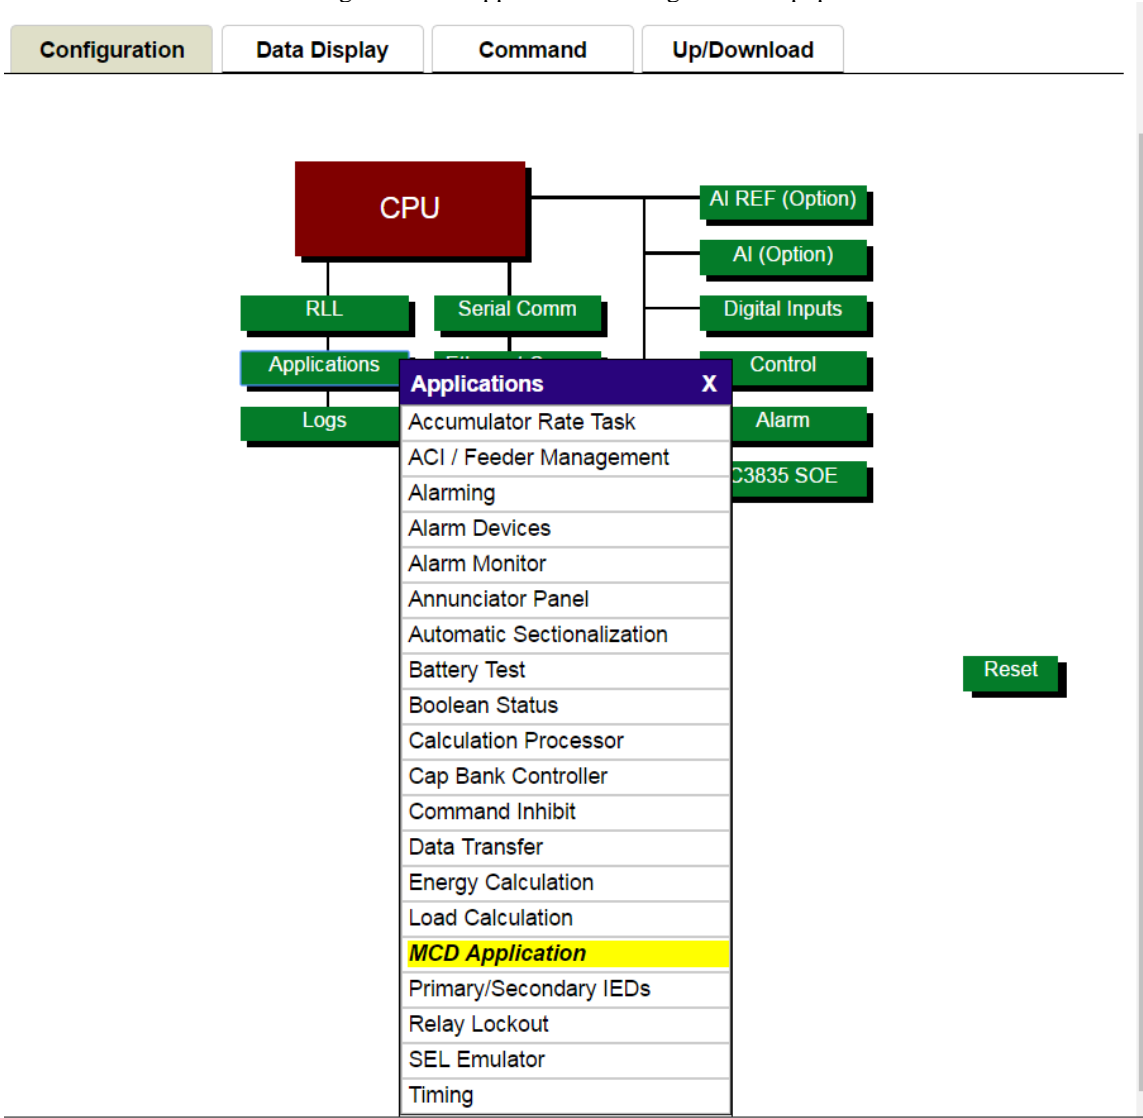 Configuration Data Display Command Up/Download
CPU
AI REF (Option)
AI (Option)
RLL
Serial Comm
Digital Inputs
Applications
Control
Logs
Alarm
C3835 SOE
Reset
Applications X
Accumulator Rate Task
ACI / Feeder Management
Alarming
Alarm Devices
Alarm Monitor
Annunciator Panel
Automatic Sectionalization
Battery Test
Boolean Status
Calculation Processor
Cap Bank Controller
Command Inhibit
Data Transfer
Energy Calculation
Load Calculation
MCD Application
Primary/Secondary IEDs
Relay Lockout
SEL Emulator
Timing